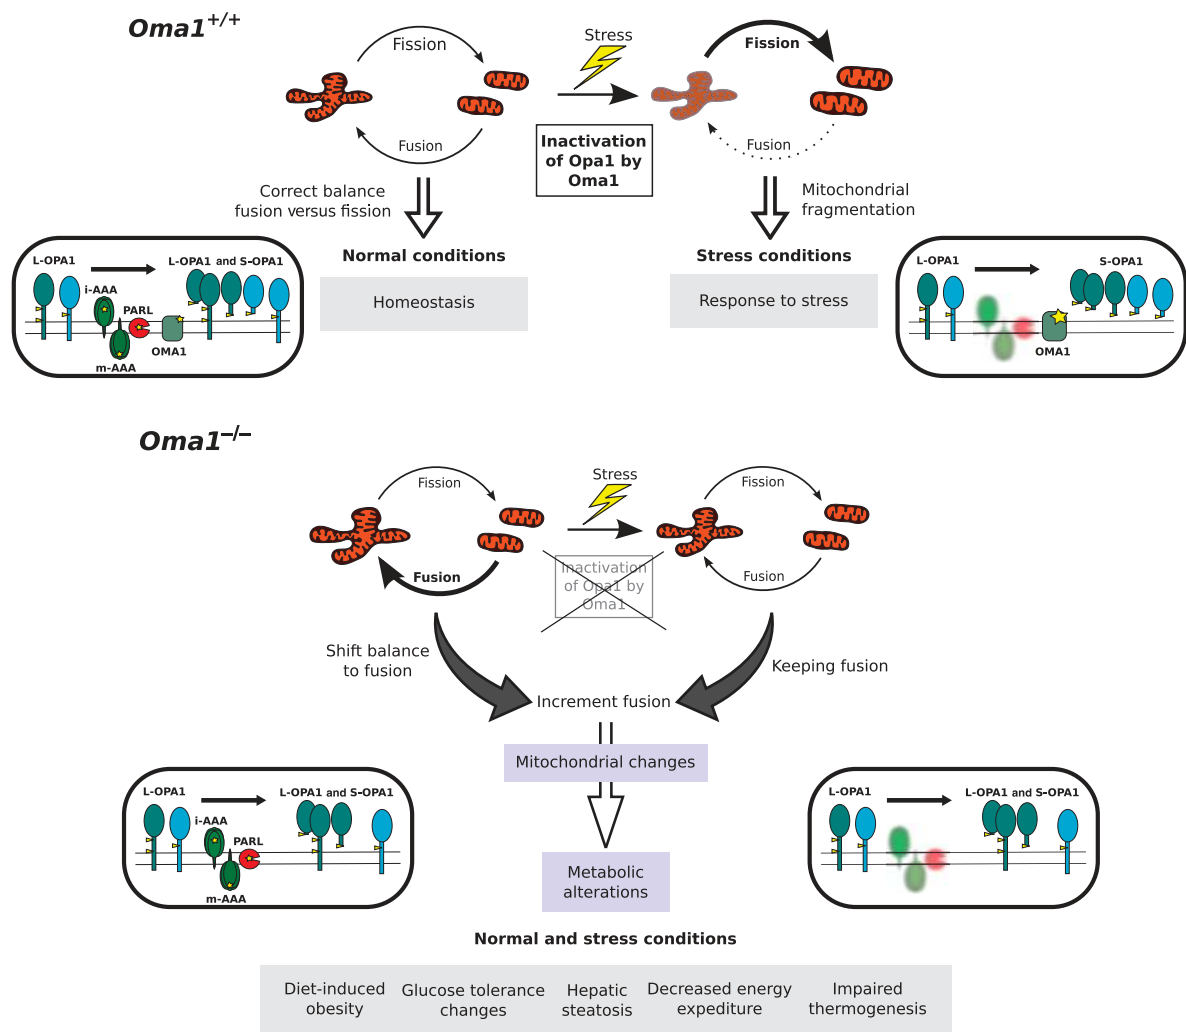 Oma1+/+
Fission
Fusion
Stress
Inactivation
of Opa1 by
Oma1
Fission
Fusion
Correct balance
fusion versus fission
Mitochondrial
fragmentation
Normal conditions
Homeostasis
Stress conditions
Response to stress
L-OPA1
L-OPA1 and S-OPA1
i-AAA
PARL
OMA1
m-AAA
L-OPA1
S-OPA1
OMA1
Oma1–/–
Fission
Fusion
Stress
Inactivation
of Opa1 by
Oma1
Fission
Fusion
Shift balance
to fusion
Keeping fusion
Increment fusion
Mitochondrial changes
Metabolic
alterations
L-OPA1
L-OPA1 and S-OPA1
i-AAA
PARL
m-AAA
L-OPA1
L-OPA1 and S-OPA1
Normal and stress conditions
Diet-induced
obesity
Glucose tolerance
changes
Hepatic
steatosis
Decreased energy
expediture
Impaired
thermogenesis